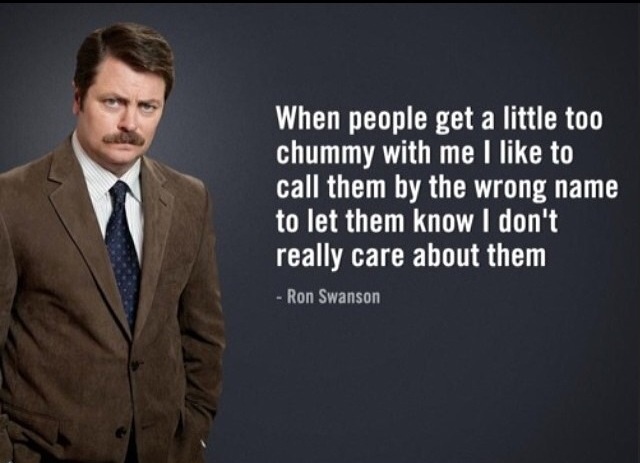 When people get a little too
chummy with me I like to
call them by the wrong name
to let them know I don't
really care about them
- Ron Swanson